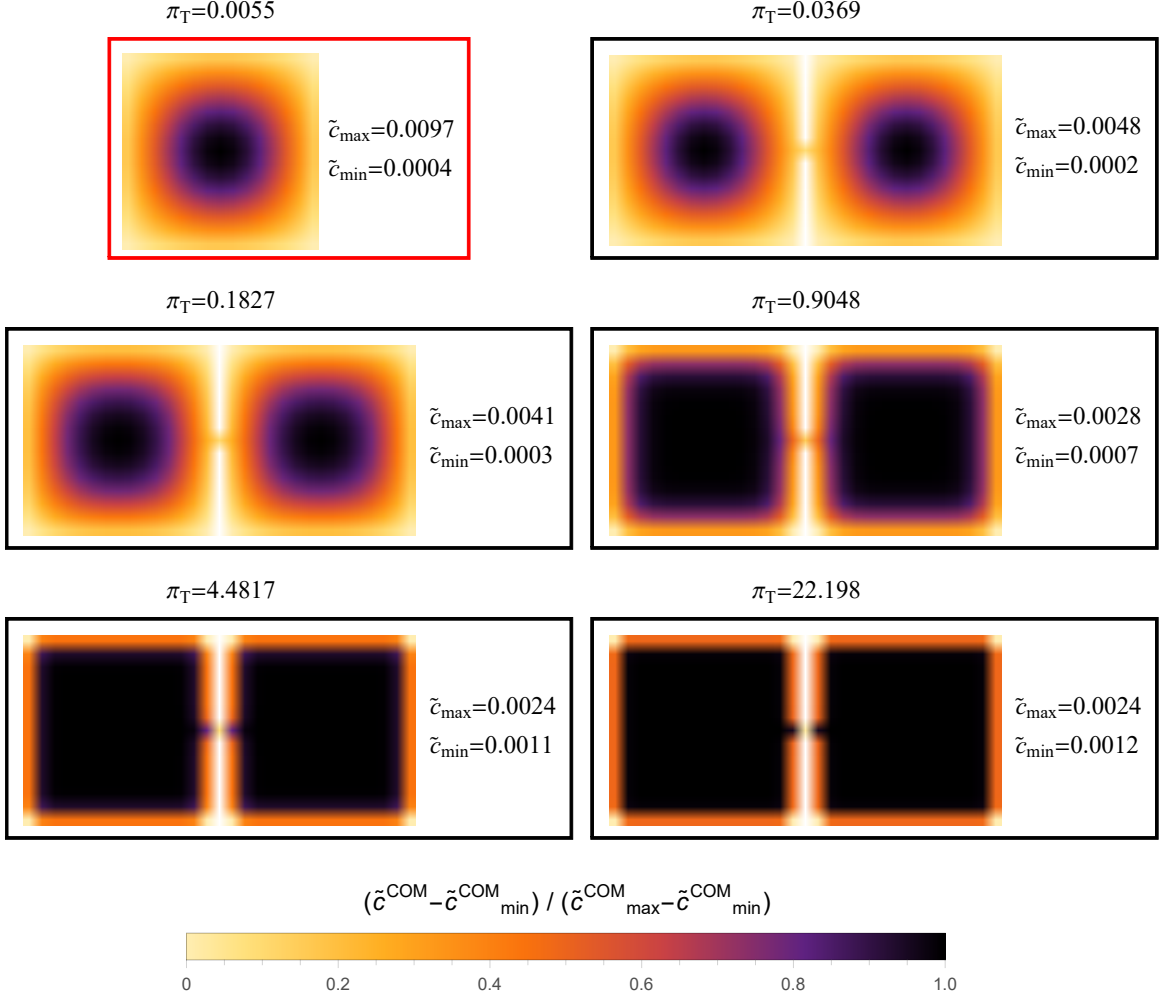 π_T=0.0055
π_T=0.0369
c̃_max=0.0097
c̃_min=0.0004
c̃_max=0.0048
c̃_min=0.0002
π_T=0.1827
π_T=0.9048
c̃_max=0.0041
c̃_min=0.0003
c̃_max=0.0028
c̃_min=0.0007
π_T=4.4817
π_T=22.198
c̃_max=0.0024
c̃_min=0.0011
c̃_max=0.0024
c̃_min=0.0012
(c̃^COM−c̃^COM_min) / (c̃^COM_max−c̃^COM_min)
0 0.2 0.4 0.6 0.8 1.0